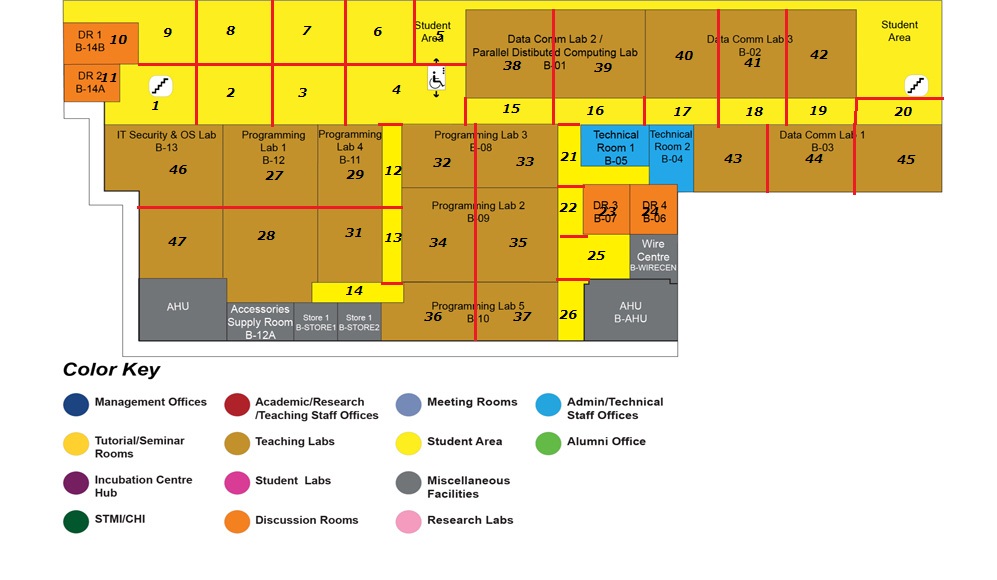 DR 1
B-14B
10
9
8
7
6
Student
Area
5
DR 2
B-14A
11
1
2
3
4
Data Comm Lab 2 /
Parallel Distibuted Computing Lab
B-01
38
39
40
Data Comm Lab 3
B-02
41
42
Student
Area
15
16
17
18
19
20
IT Security & OS Lab
B-13
46
Programming
Lab 1
B-12
27
Programming
Lab 4
B-11
29
12
Programming Lab 3
B-08
32
33
21
Technical
Room 1
B-05
Technical
Room 2
B-04
43
Data Comm Lab 1
B-03
44
45
47
28
31
13
Programming Lab 2
B-09
34
35
22
DR 3
23
B-07
DR 4
24
B-06
25
Wire
Centre
B-WIRECEN
14
AHU
Accessories
Supply Room
B-12A
Store 1
B-STORE1
Store 1
B-STORE2
Programming Lab 5
B-10
36
37
26
AHU
B-AHU
Color Key
Management Offices
Academic/Research
/Teaching Staff Offices
Meeting Rooms
Admin/Technical
Staff Offices
Tutorial/Seminar
Rooms
Teaching Labs
Student Area
Alumni Office
Incubation Centre
Hub
Student Labs
Miscellaneous
Facilities
STMI/CHI
Discussion Rooms
Research Labs